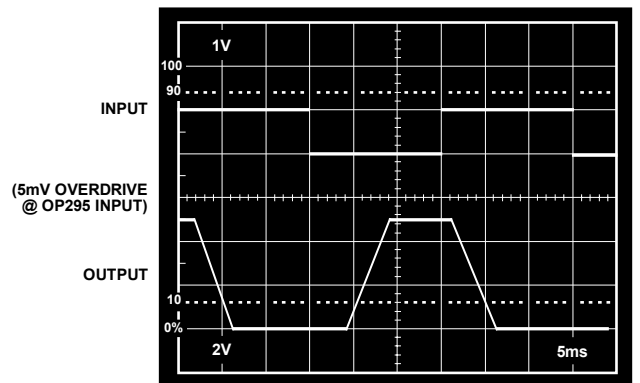 1V
100
90
INPUT
(5mV OVERDRIVE
@ OP295 INPUT)
OUTPUT
10
0%
2V
5ms